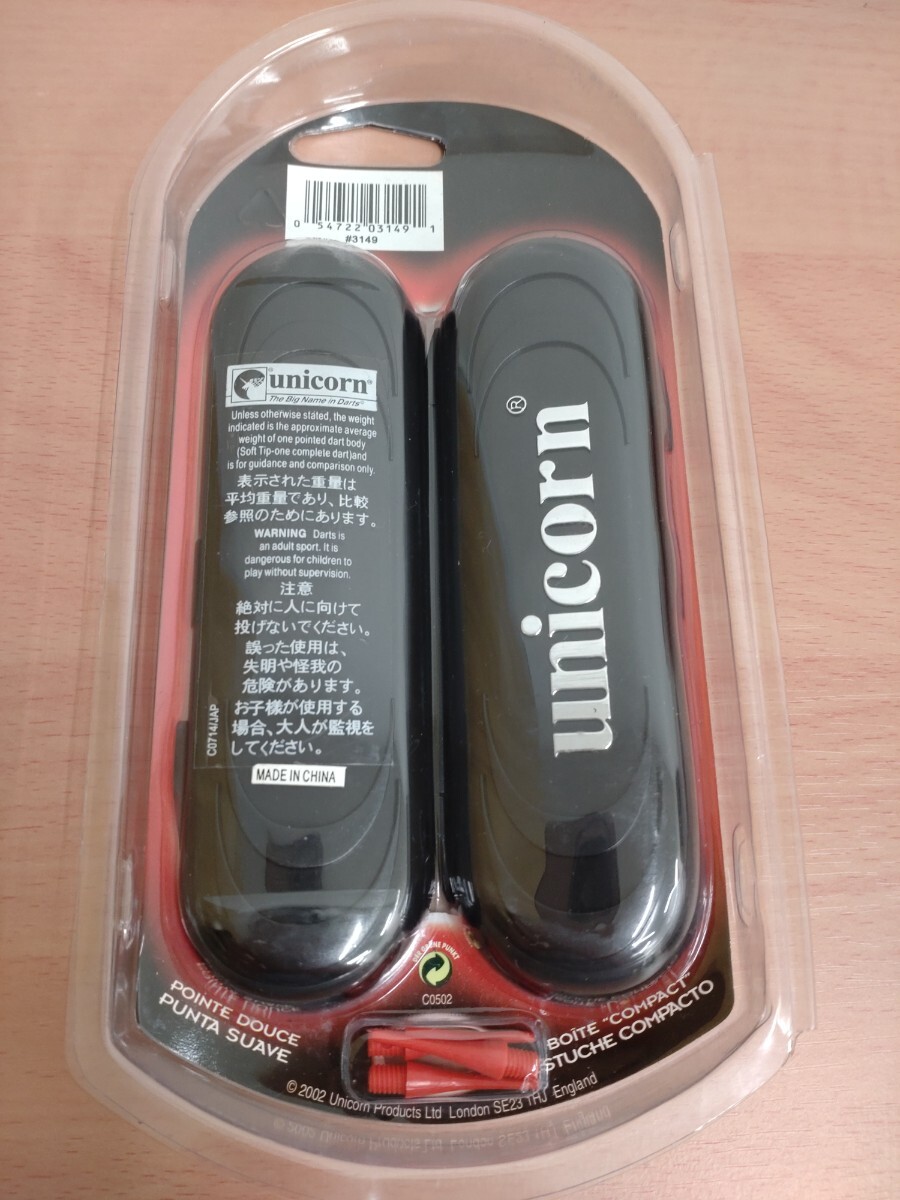 0 54722 03149 1
#3149
unicorn®
The Big Name in Darts®
Unless otherwise stated, the weight
indicated is the approximate average
weight of one pointed dart body
(Soft Tip-one complete dart)and
is for guidance and comparison only.
表示された重量は
平均重量であり、比較
参照のためにあります。
WARNING Darts is
an adult sport. It is
dangerous for children to
play without supervision.
注意
絶対に人に向けて
投げないでください。
誤った使用は、
失明や怪我の
危険があります。
お子様が使用する
場合、大人が監視を
してください。
C0714/JAP
MADE IN CHINA
unicorn®
DER GRÜNE PUNKT
C0502
POINTE DOUCE
PUNTA SUAVE
BOÎTE "COMPACT"
STUCHE COMPACTO
© 2002 Unicorn Products Ltd London SE23 1HJ England